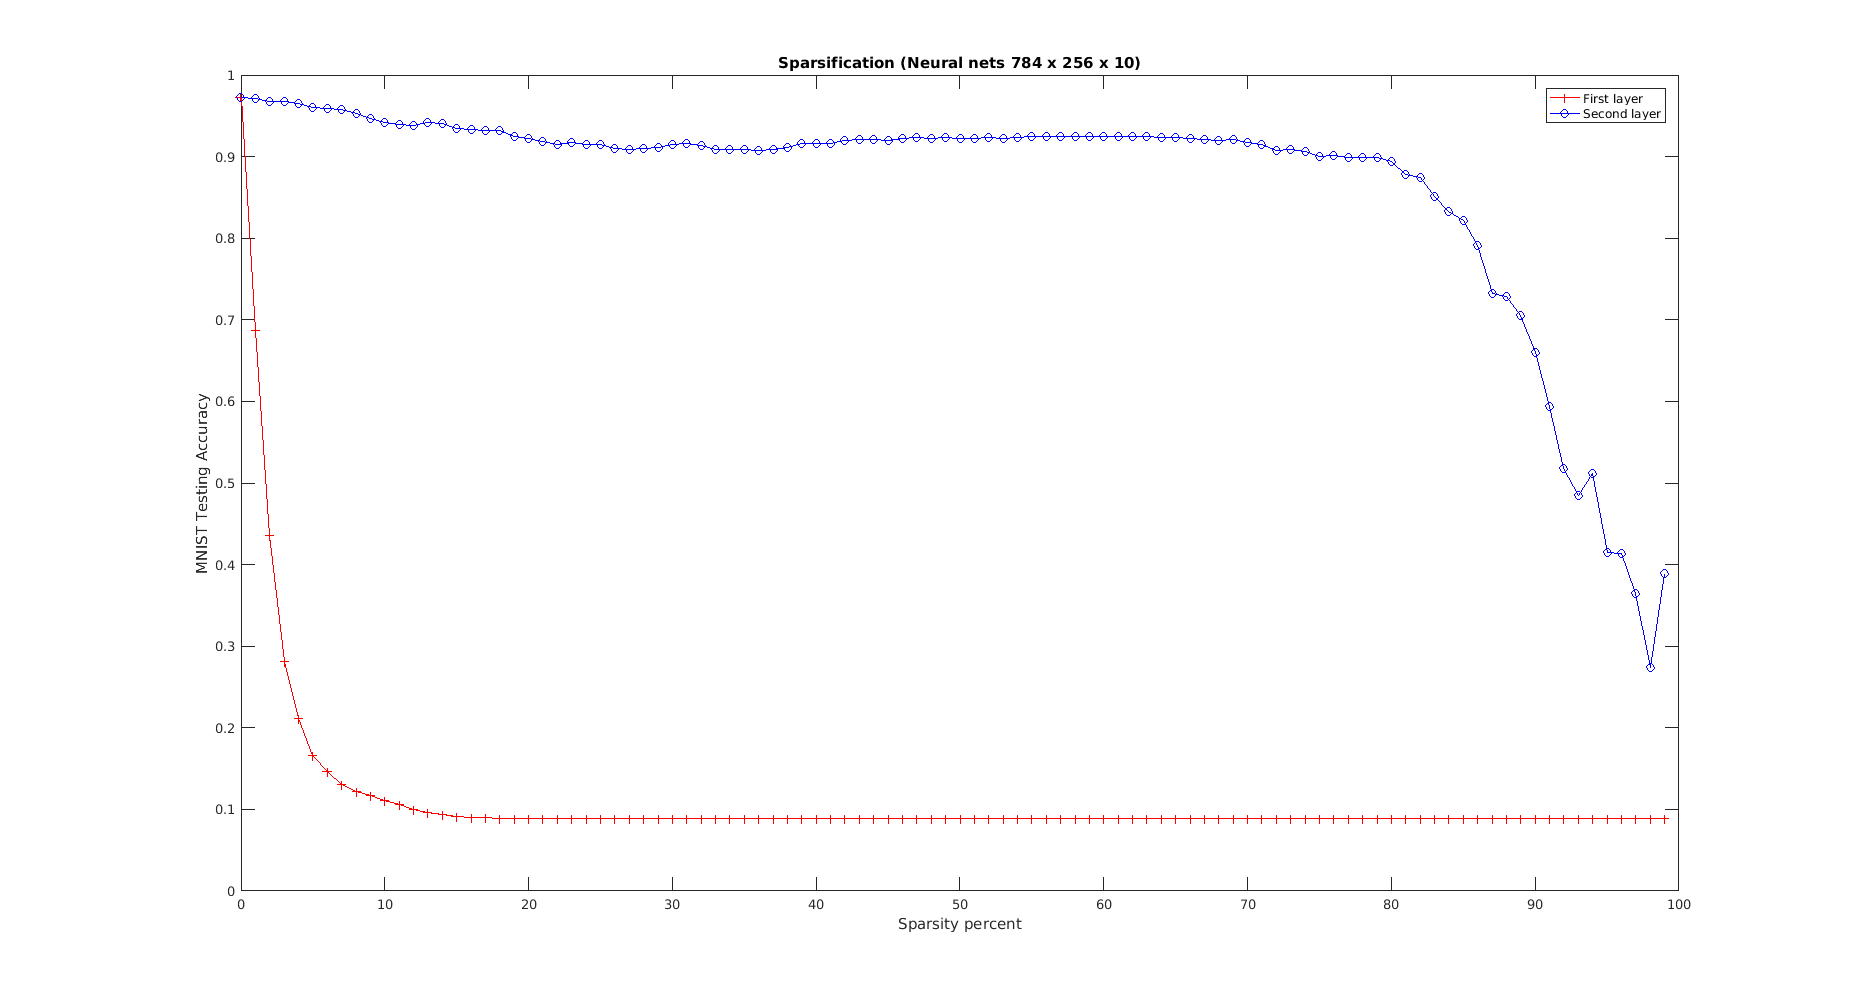 Sparsification (Neural nets 784 x 256 x 10)
First layer
Second layer
MNIST Testing Accuracy
1
0.9
0.8
0.7
0.6
0.5
0.4
0.3
0.2
0.1
0
0 10 20 30 40 50 60 70 80 90 100
Sparsity percent